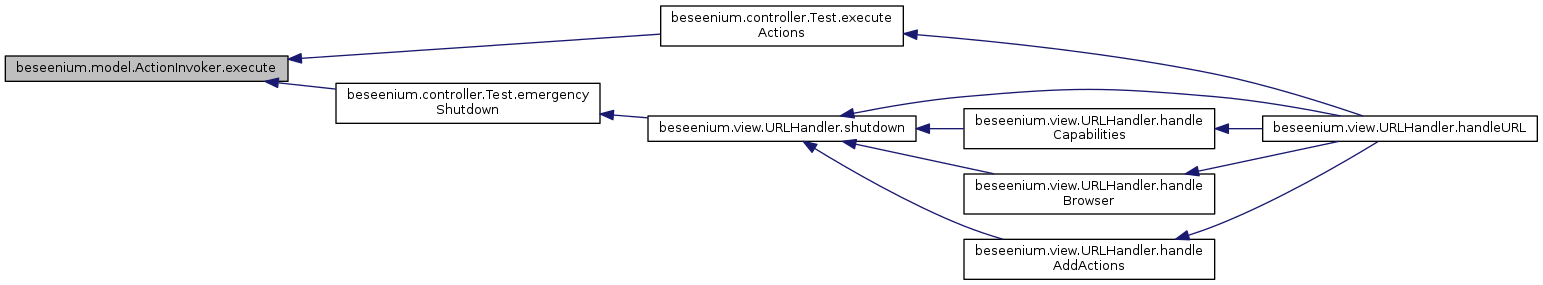 beseenium.controller.Test.execute
Actions
beseenium.model.ActionInvoker.execute
beseenium.controller.Test.emergency
Shutdown
beseenium.view.URLHandler.shutdown
beseenium.view.URLHandler.handle
Capabilities
beseenium.view.URLHandler.handleURL
beseenium.view.URLHandler.handle
Browser
beseenium.view.URLHandler.handle
AddActions